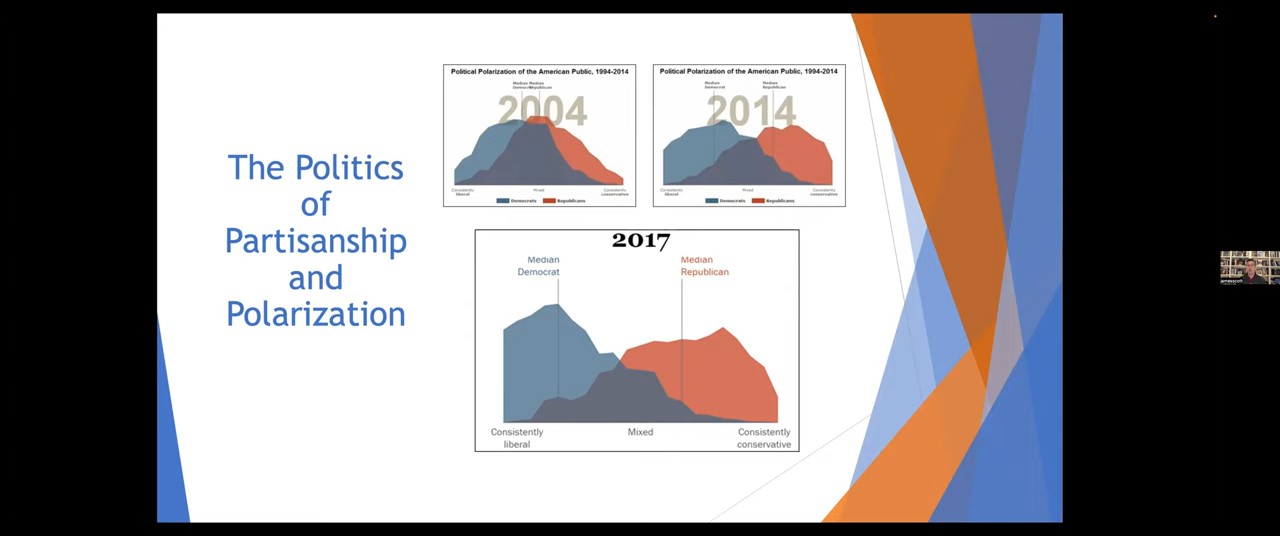 The Politics
of
Partisanship
and
Polarization
Political Polarization of the American Public, 1994-2014
2004
Median
Democrat
Median
Republican
Consistently
liberal
Mixed
Consistently
conservative
Democrats
Republicans
Political Polarization of the American Public, 1994-2014
2014
Median
Democrat
Median
Republican
Consistently
liberal
Mixed
Consistently
conservative
Democrats
Republicans
2017
Median
Democrat
Median
Republican
Consistently
liberal
Mixed
Consistently
conservative